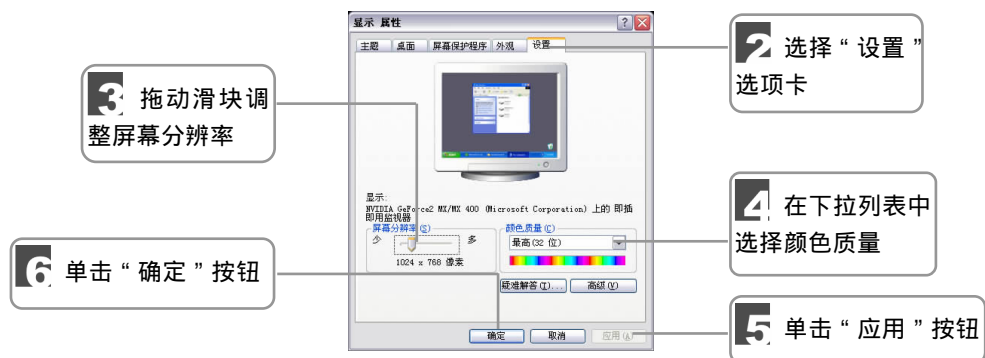 显示 属性
主题 桌面 屏幕保护程序 外观 设置
2 选择“设置”
选项卡
3 拖动滑块调
整屏幕分辨率
显示:
NVIDIA GeForce2 MX/MX 400 (Microsoft Corporation) 上的 即插
即用监视器
屏幕分辨率(S)
少 多
1024 x 768 像素
颜色质量(C)
最高(32 位)
4 在下拉列表中
选择颜色质量
疑难解答(T)... 高级(V)
6 单击“确定”按钮
确定 取消 应用(A)
5 单击“应用”按钮